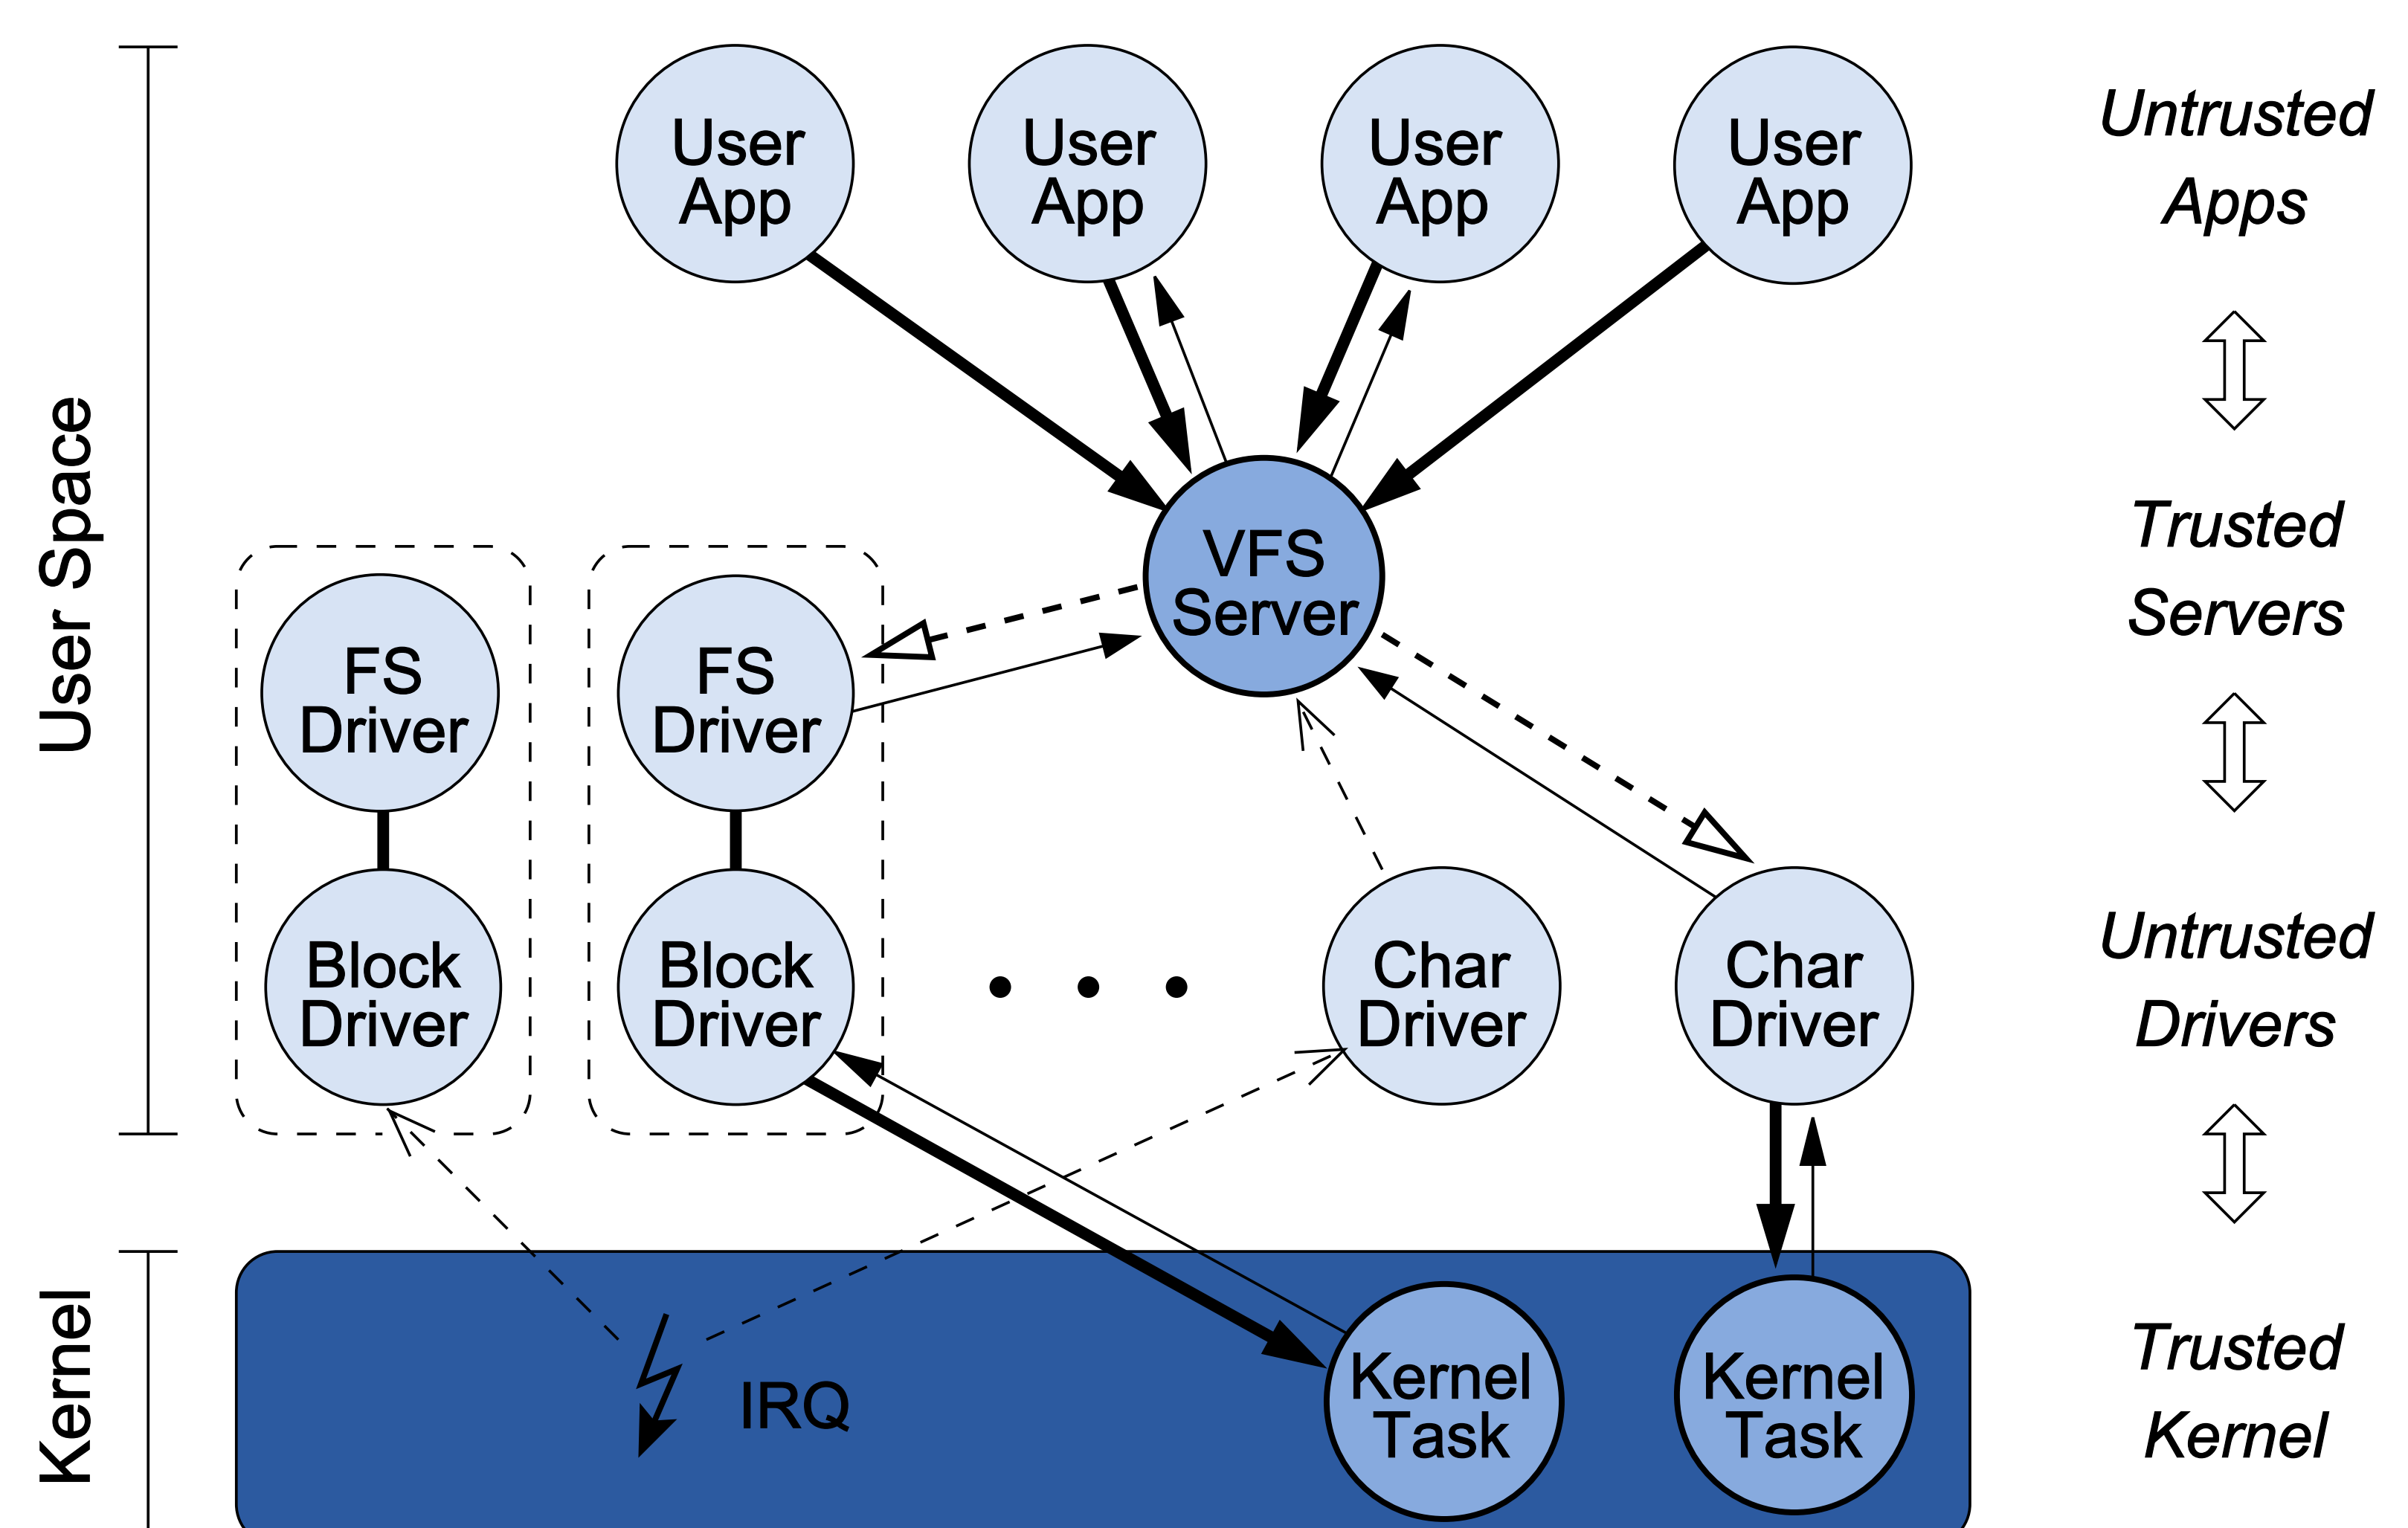 User
App
User
App
User
App
User
App
Untrusted
Apps
User Space
VFS
Server
Trusted
Servers
FS
Driver
FS
Driver
Block
Driver
Block
Driver
Char
Driver
Char
Driver
Untrusted
Drivers
Kernel
IRQ
Kernel
Task
Kernel
Task
Trusted
Kernel